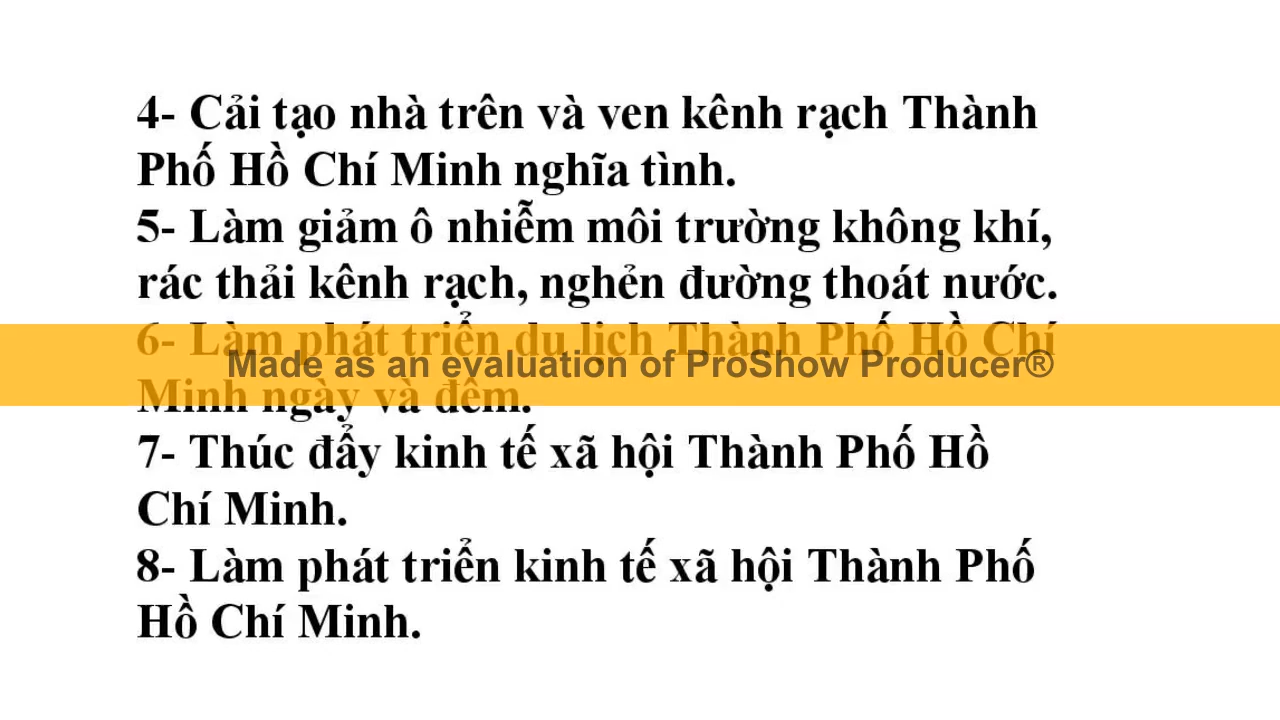 4- Cải tạo nhà trên và ven kênh rạch Thành
Phố Hồ Chí Minh nghĩa tình.
5- Làm giảm ô nhiễm môi trường không khí,
rác thải kênh rạch, nghẻn đường thoát nước.
6- Làm phát triển du lịch Thành Phố Hồ Chí
Made as an evaluation of ProShow Producer®
Minh ngày và đêm.
7- Thúc đẩy kinh tế xã hội Thành Phố Hồ
Chí Minh.
8- Làm phát triển kinh tế xã hội Thành Phố
Hồ Chí Minh.